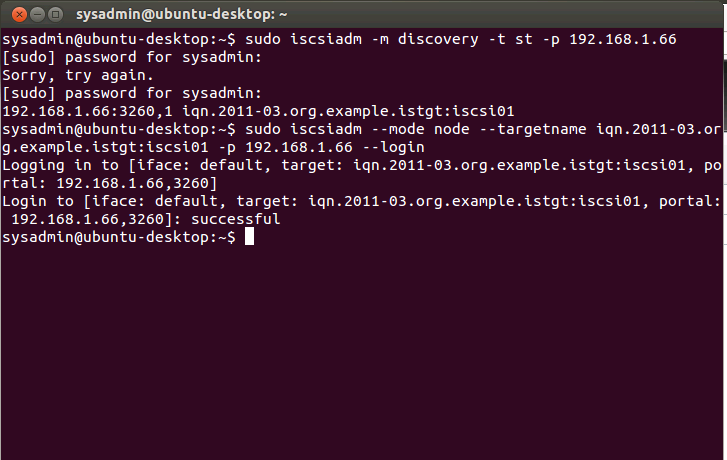 sysadmin@ubuntu-desktop: ~
sysadmin@ubuntu-desktop:~$ sudo iscsiadm -m discovery -t st -p 192.168.1.66
[sudo] password for sysadmin:
Sorry, try again.
[sudo] password for sysadmin:
192.168.1.66:3260,1 iqn.2011-03.org.example.istgt:iscsi01
sysadmin@ubuntu-desktop:~$ sudo iscsiadm --mode node --targetname iqn.2011-03.or
g.example.istgt:iscsi01 -p 192.168.1.66 --login
Logging in to [iface: default, target: iqn.2011-03.org.example.istgt:iscsi01, po
rtal: 192.168.1.66,3260]
Login to [iface: default, target: iqn.2011-03.org.example.istgt:iscsi01, portal:
 192.168.1.66,3260]: successful
sysadmin@ubuntu-desktop:~$